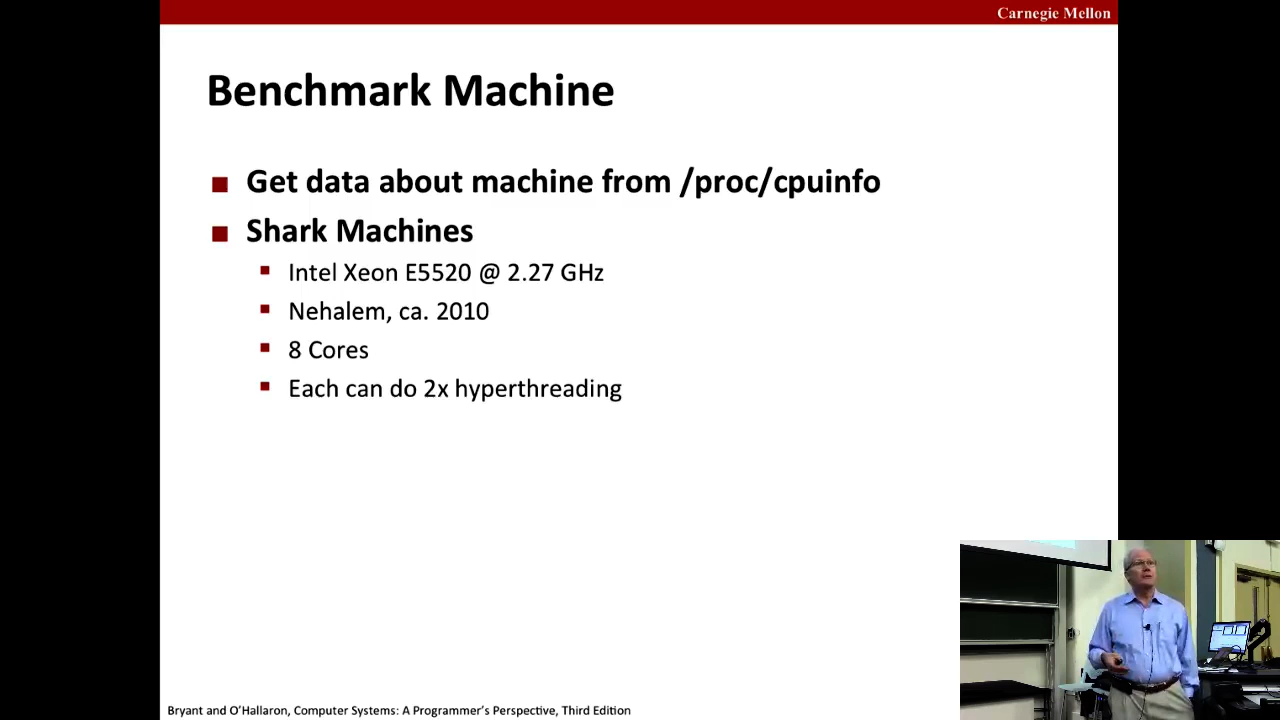 Carnegie Mellon
Benchmark Machine
Get data about machine from /proc/cpuinfo
Shark Machines
Intel Xeon E5520 @ 2.27 GHz
Nehalem, ca. 2010
8 Cores
Each can do 2x hyperthreading
Bryant and O'Hallaron, Computer Systems: A Programmer's Perspective, Third Edition